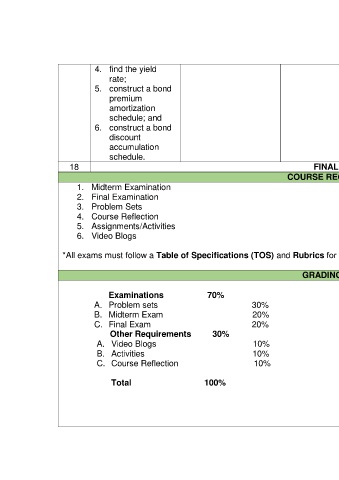 4. find the yield
rate;
5. construct a bond
premium
amortization
schedule; and
6. construct a bond
discount
accumulation
schedule.
18 FINAL
COURSE RE
1. Midterm Examination
2. Final Examination
3. Problem Sets
4. Course Reflection
5. Assignments/Activities
6. Video Blogs
*All exams must follow a Table of Specifications (TOS) and Rubrics for
GRADING
Examinations 70%
A. Problem sets 30%
B. Midterm Exam 20%
C. Final Exam 20%
Other Requirements 30%
A. Video Blogs 10%
B. Activities 10%
C. Course Reflection 10%
Total 100%